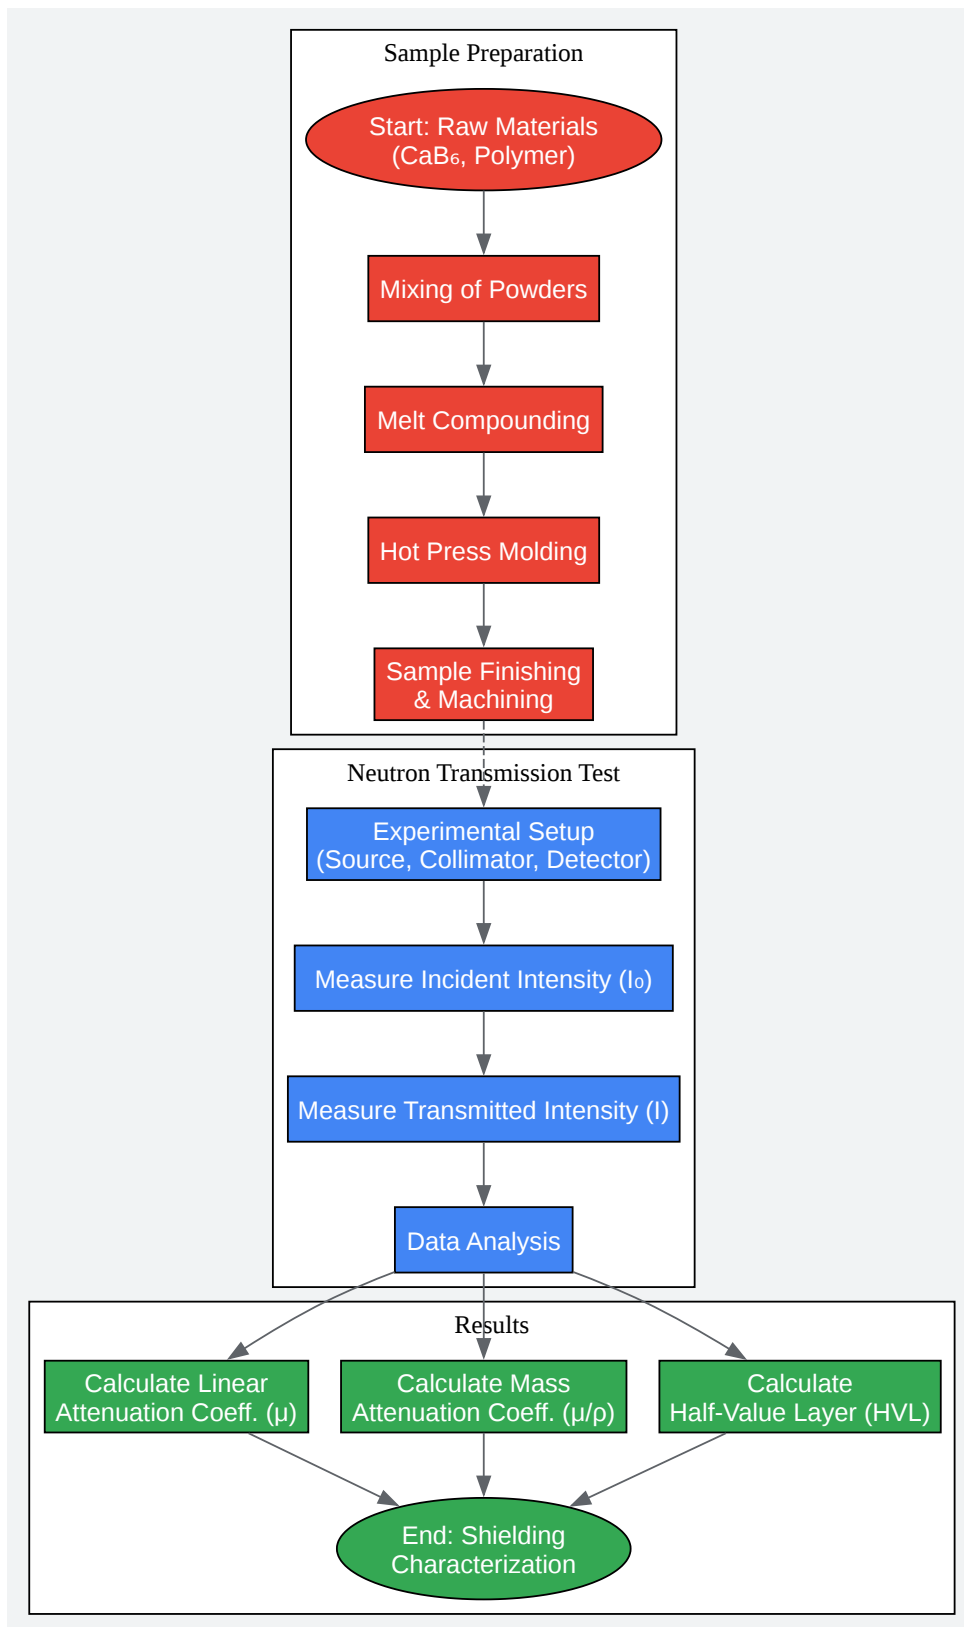 Sample Preparation
Start: Raw Materials
(CaB₆, Polymer)
Mixing of Powders
Melt Compounding
Hot Press Molding
Sample Finishing
& Machining
Neutron Transmission Test
Experimental Setup
(Source, Collimator, Detector)
Measure Incident Intensity (I₀)
Measure Transmitted Intensity (I)
Data Analysis
Results
Calculate Linear
Attenuation Coeff. (μ)
Calculate Mass
Attenuation Coeff. (μ/ρ)
Calculate
Half-Value Layer (HVL)
End: Shielding
Characterization